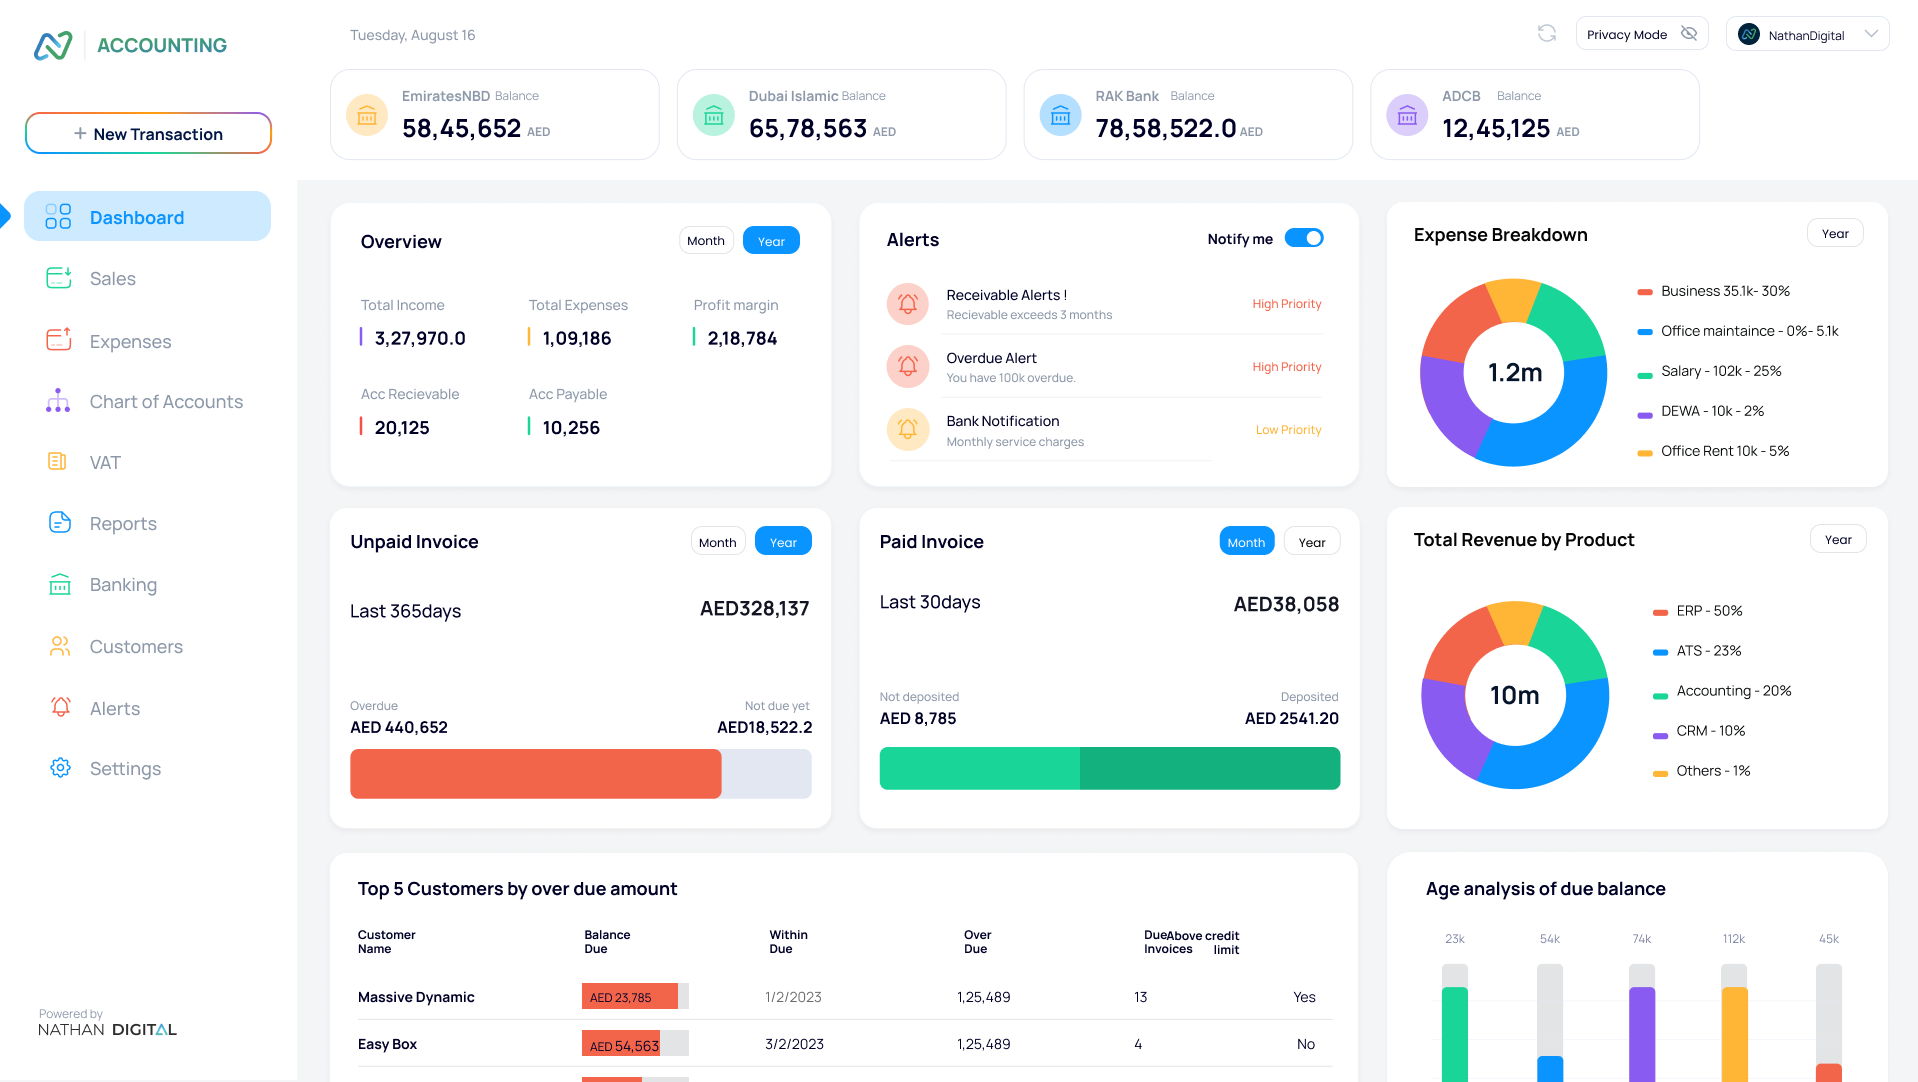 ACCOUNTING
Tuesday, August 16
Privacy Mode
NathanDigital
EmiratesNBD Balance
58,45,652 AED
Dubai Islamic Balance
65,78,563 AED
RAK Bank Balance
78,58,522.0 AED
ADCB Balance
12,45,125 AED
+ New Transaction
Dashboard
Sales
Expenses
Chart of Accounts
VAT
Reports
Banking
Customers
Alerts
Settings
Powered by
NATHAN DIGITAL
Overview
Month
Year
Total Income
3,27,970.0
Total Expenses
1,09,186
Profit margin
2,18,784
Acc Recievable
20,125
Acc Payable
10,256
Alerts
Notify me
Receivable Alerts !
Recievable exceeds 3 months
High Priority
Overdue Alert
You have 100k overdue.
High Priority
Bank Notification
Monthly service charges
Low Priority
Expense Breakdown
Year
1.2m
Business 35.1k- 30%
Office maintaince - 0%- 5.1k
Salary - 102k - 25%
DEWA - 10k - 2%
Office Rent 10k - 5%
Unpaid Invoice
Month
Year
Last 365days
AED328,137
Overdue
AED 440,652
Not due yet
AED18,522.2
Paid Invoice
Month
Year
Last 30days
AED38,058
Not deposited
AED 8,785
Deposited
AED 2541.20
Total Revenue by Product
Year
10m
ERP - 50%
ATS - 23%
Accounting - 20%
CRM - 10%
Others - 1%
Top 5 Customers by over due amount
Customer
Name
Balance
Due
Within
Due
Over
Due
Due
Invoices
Above credit
limit
Massive Dynamic
AED 23,785
1/2/2023
1,25,489
13
Yes
Easy Box
AED 54,563
3/2/2023
1,25,489
4
No
Age analysis of due balance
23k
54k
74k
112k
45k